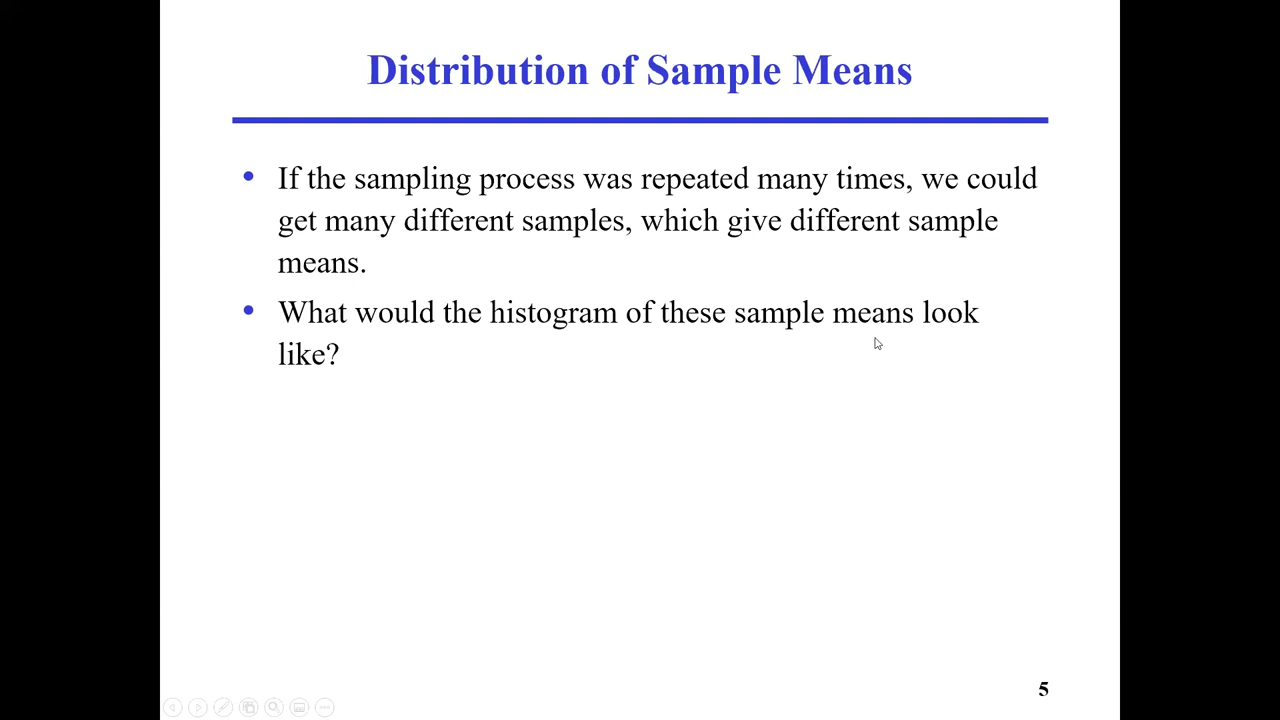 Distribution of Sample Means
• If the sampling process was repeated many times, we could
get many different samples, which give different sample
means.
• What would the histogram of these sample means look
like?
5